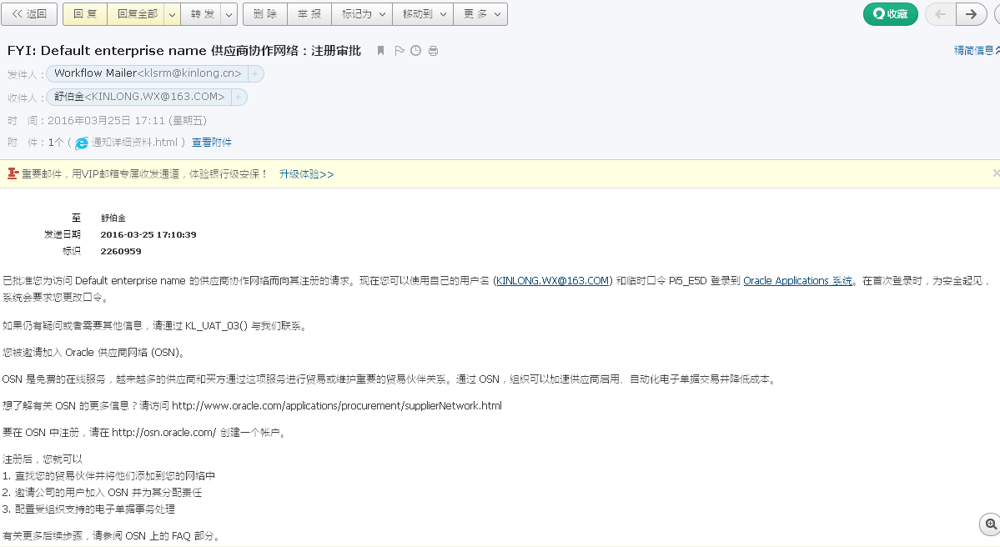 << 返回 回 复 回复全部 转 发 删 除 举 报 标记为 移动到 更 多 收藏
FYI: Default enterprise name 供应商协作网络：注册审批
精简信息
发件人： Workflow Mailer<klsrm@kinlong.cn> +
收件人： 舒伯金<KINLONG.WX@163.COM> +
时 间：2016年03月25日 17:11 (星期五)
附 件：1个 ( 通知详细资料.html ) 查看附件
重要邮件，用VIP邮箱专属收发通道，体验银行级安保！ 升级体验>>
至 舒伯金
发送日期 2016-03-25 17:10:39
标识 2260959
已批准您为访问 Default enterprise name 的供应商协作网络而向其注册的请求。现在您可以使用自己的用户名 (KINLONG.WX@163.COM) 和临时口令 Pi5_E5D 登录到 Oracle Applications 系统。在首次登录时，为安全起见，
系统会要求您更改口令。
如果仍有疑问或者需要其他信息，请通过 KL_UAT_03() 与我们联系。
您被邀请加入 Oracle 供应商网络 (OSN)。
OSN 是免费的在线服务，越来越多的供应商和买方通过这项服务进行贸易或维护重要的贸易伙伴关系。通过 OSN，组织可以加速供应商启用、自动化电子单据交易并降低成本。
想了解有关 OSN 的更多信息？请访问 http://www.oracle.com/applications/procurement/supplierNetwork.html
要在 OSN 中注册，请在 http://osn.oracle.com/ 创建一个帐户。
注册后，您就可以
1. 查找您的贸易伙伴并将他们添加到您的网络中
2. 邀请公司的用户加入 OSN 并为其分配责任
3. 配置受组织支持的电子单据事务处理
有关更多后续步骤，请参阅 OSN 上的 FAQ 部分。